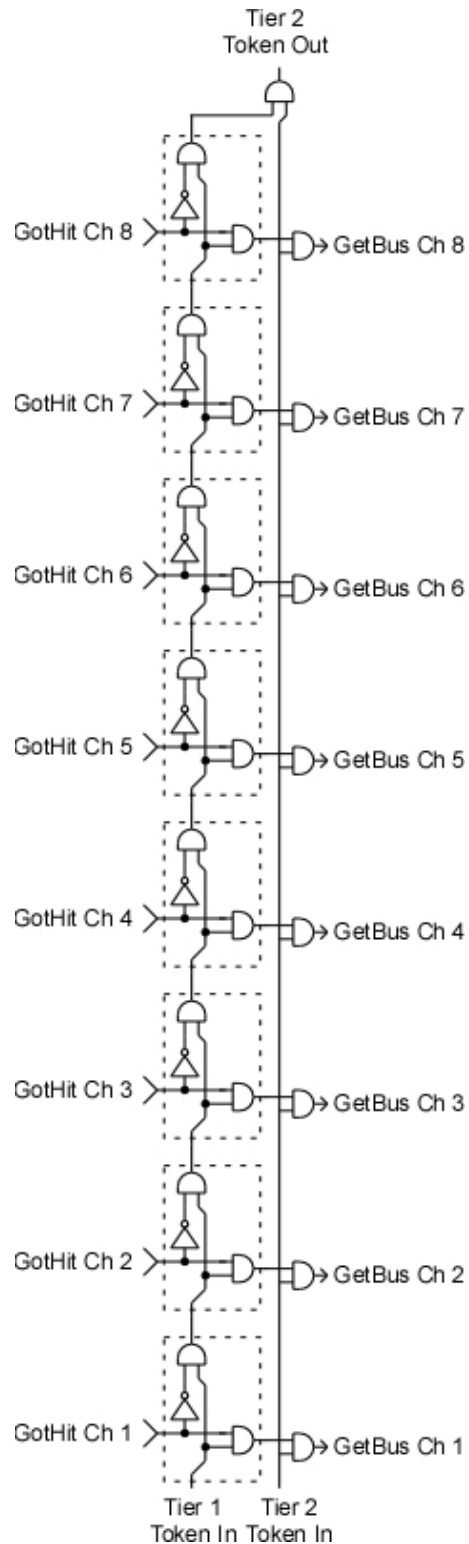 Tier 2
Token Out
GotHit Ch 8
GetBus Ch 8
GotHit Ch 7
GetBus Ch 7
GotHit Ch 6
GetBus Ch 6
GotHit Ch 5
GetBus Ch 5
GotHit Ch 4
GetBus Ch 4
GotHit Ch 3
GetBus Ch 3
GotHit Ch 2
GetBus Ch 2
GotHit Ch 1
GetBus Ch 1
Tier 1
Token In
Tier 2
Token In